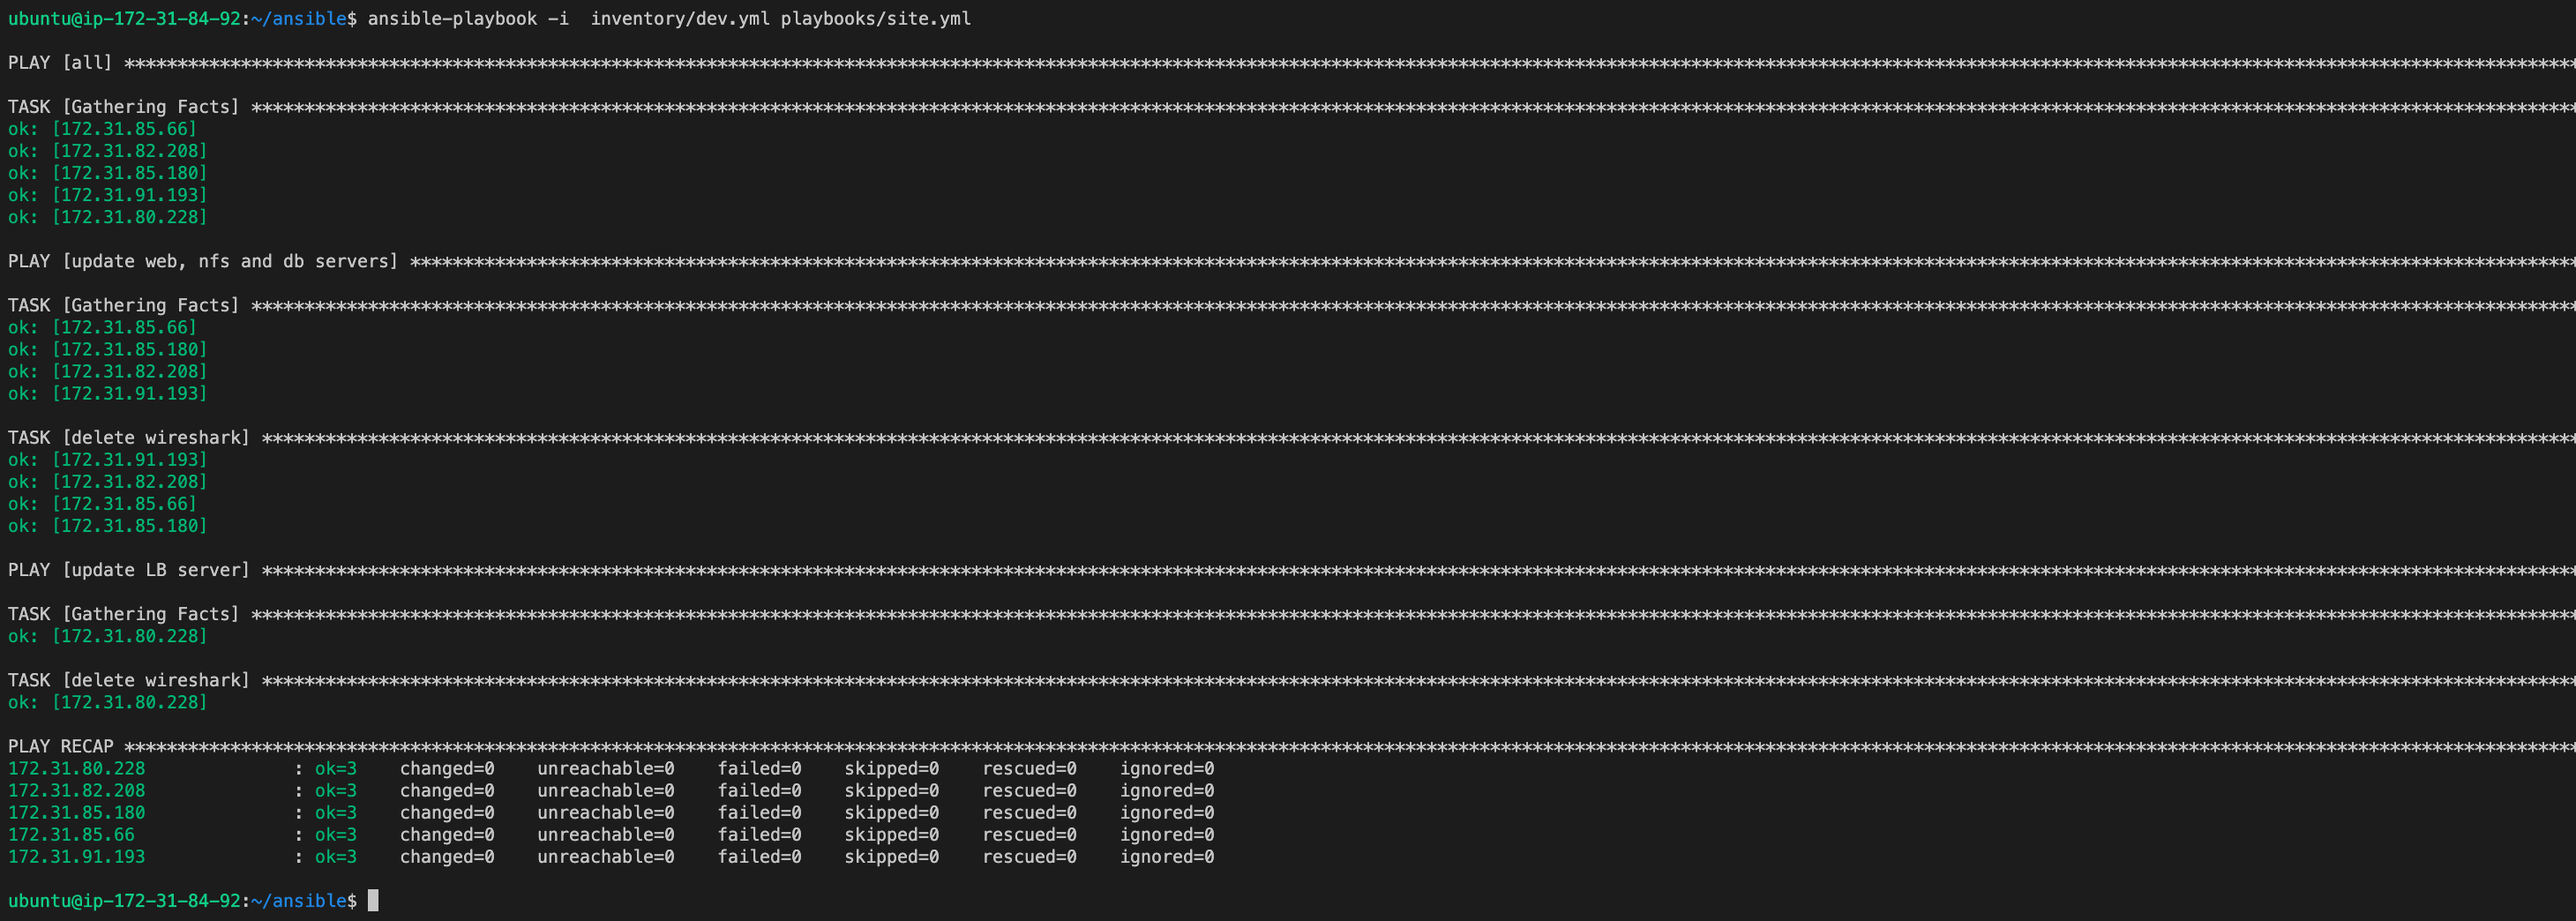 ubuntu@ip-172-31-84-92:~/ansible$ ansible-playbook -i  inventory/dev.yml playbooks/site.yml
PLAY [all] ****************************************************************
TASK [Gathering Facts] ****************************************************************
ok: [172.31.85.66]
ok: [172.31.82.208]
ok: [172.31.85.180]
ok: [172.31.91.193]
ok: [172.31.80.228]
PLAY [update web, nfs and db servers] ****************************************************************
TASK [Gathering Facts] ****************************************************************
ok: [172.31.85.66]
ok: [172.31.85.180]
ok: [172.31.82.208]
ok: [172.31.91.193]
TASK [delete wireshark] ****************************************************************
ok: [172.31.91.193]
ok: [172.31.82.208]
ok: [172.31.85.66]
ok: [172.31.85.180]
PLAY [update LB server] ****************************************************************
TASK [Gathering Facts] ****************************************************************
ok: [172.31.80.228]
TASK [delete wireshark] ****************************************************************
ok: [172.31.80.228]
PLAY RECAP ****************************************************************
172.31.80.228              : ok=3    changed=0    unreachable=0    failed=0    skipped=0    rescued=0    ignored=0
172.31.82.208              : ok=3    changed=0    unreachable=0    failed=0    skipped=0    rescued=0    ignored=0
172.31.85.180              : ok=3    changed=0    unreachable=0    failed=0    skipped=0    rescued=0    ignored=0
172.31.85.66               : ok=3    changed=0    unreachable=0    failed=0    skipped=0    rescued=0    ignored=0
172.31.91.193              : ok=3    changed=0    unreachable=0    failed=0    skipped=0    rescued=0    ignored=0
ubuntu@ip-172-31-84-92:~/ansible$